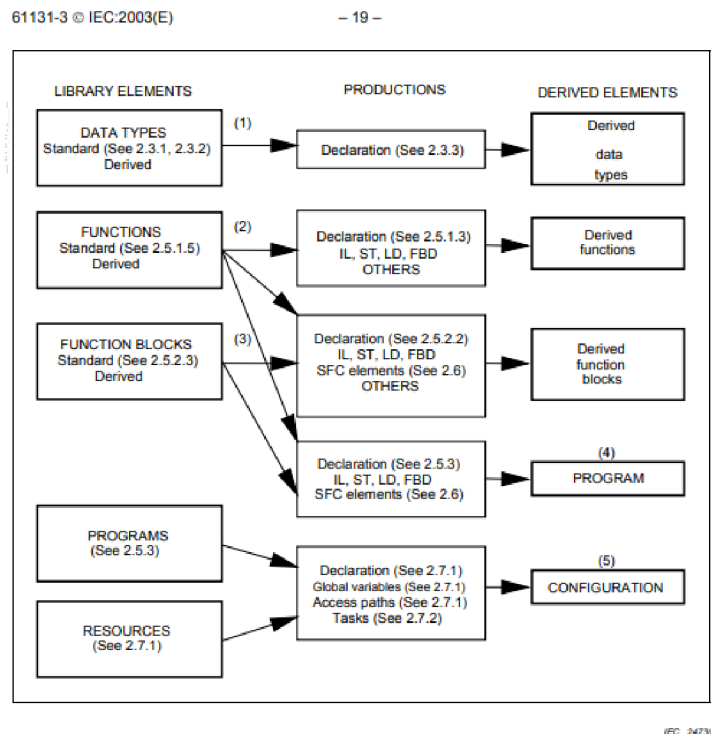 61131-3 © IEC:2003(E)
– 19 –
LIBRARY ELEMENTS
PRODUCTIONS
DERIVED ELEMENTS
DATA TYPES
Standard (See 2.3.1, 2.3.2)
Derived
(1)
Declaration (See 2.3.3)
Derived
data
types
FUNCTIONS
Standard (See 2.5.1.5)
Derived
(2)
Declaration (See 2.5.1.3)
IL, ST, LD, FBD
OTHERS
Derived
functions
FUNCTION BLOCKS
Standard (See 2.5.2.3)
Derived
(3)
Declaration (See 2.5.2.2)
IL, ST, LD, FBD
SFC elements (See 2.6)
OTHERS
Derived
function
blocks
Declaration (See 2.5.3)
IL, ST, LD, FBD
SFC elements (See 2.6)
(4)
PROGRAM
PROGRAMS
(See 2.5.3)
RESOURCES
(See 2.7.1)
Declaration (See 2.7.1)
Global variables (See 2.7.1)
Access paths (See 2.7.1)
Tasks (See 2.7.2)
(5)
CONFIGURATION